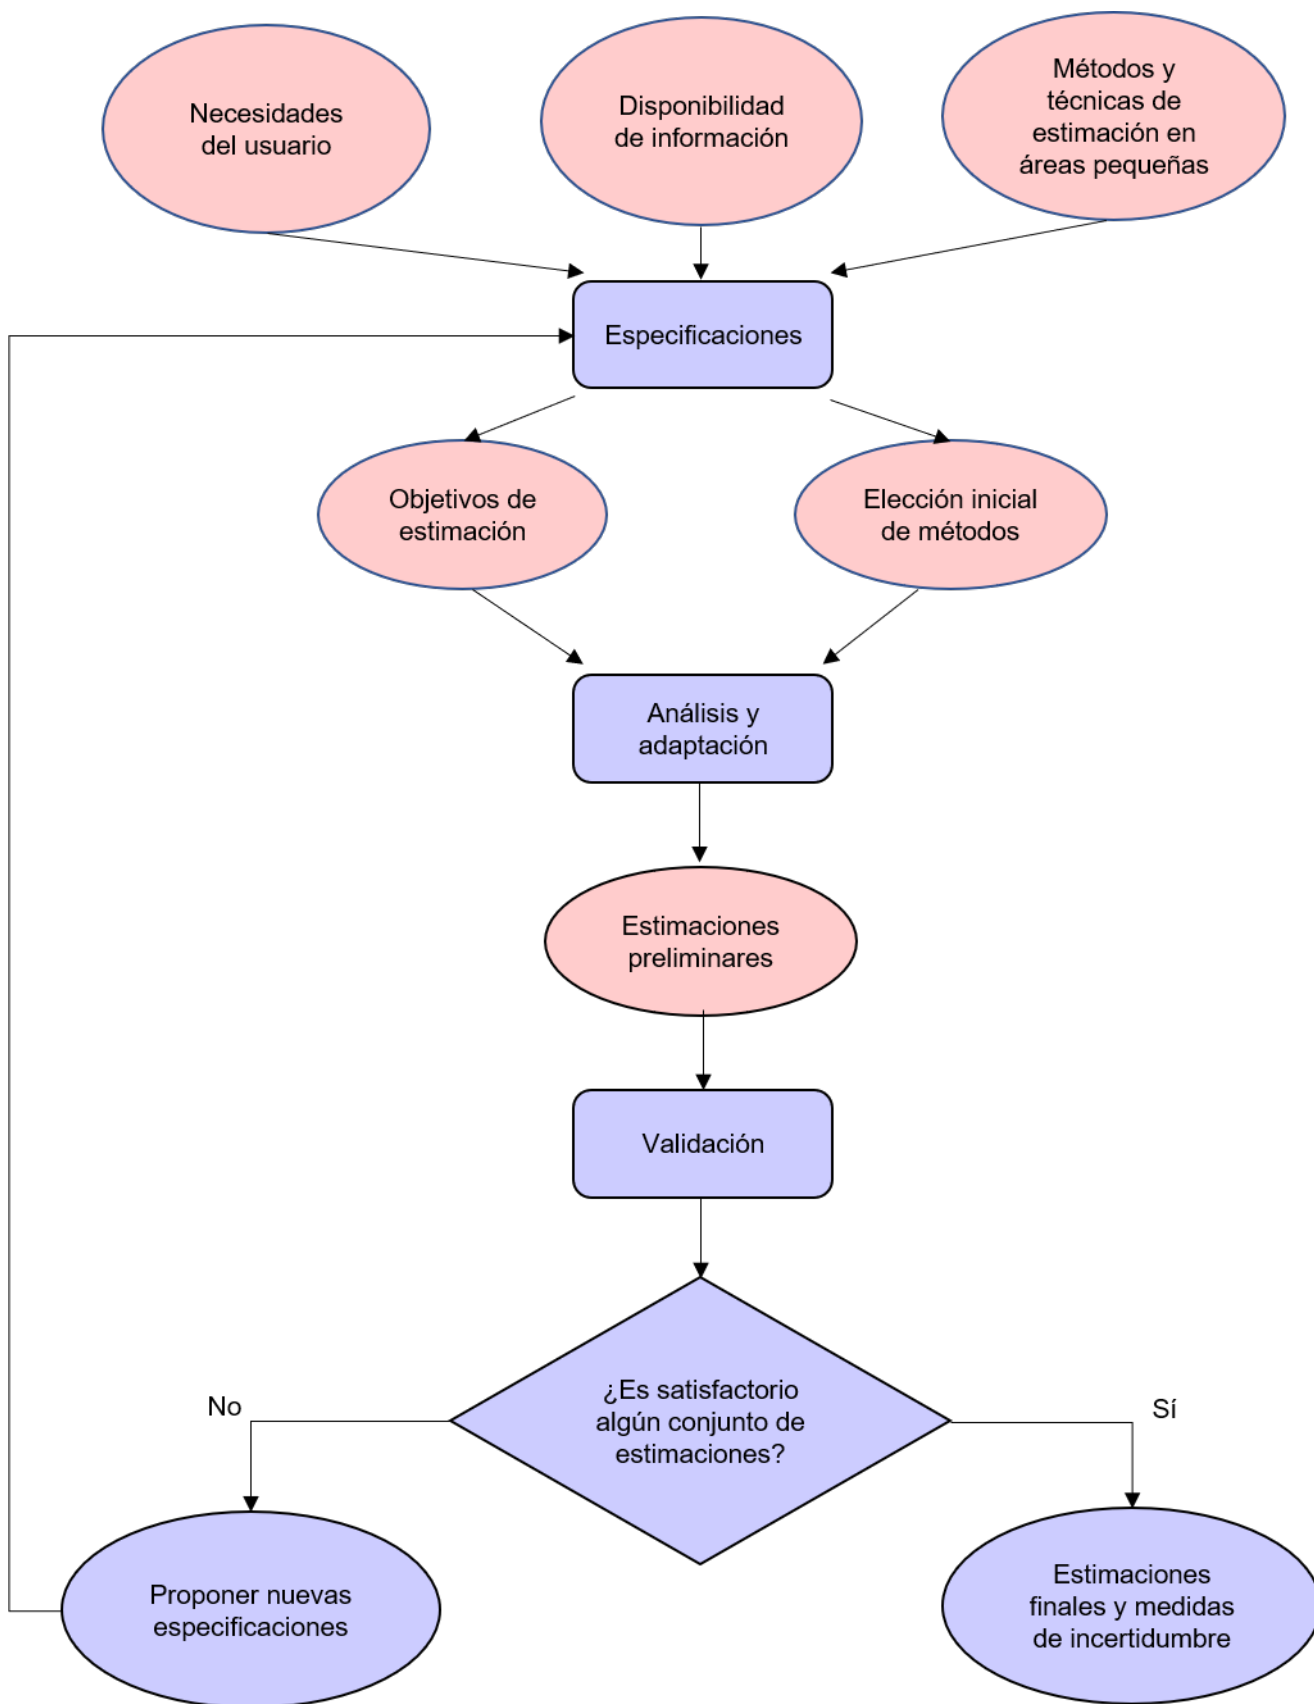 Necesidades
del usuario
Disponibilidad
de información
Métodos y
técnicas de
estimación en
áreas pequeñas
Especificaciones
Objetivos de
estimación
Elección inicial
de métodos
Análisis y
adaptación
Estimaciones
preliminares
Validación
¿Es satisfactorio
algún conjunto de
estimaciones?
No
Sí
Proponer nuevas
especificaciones
Estimaciones
finales y medidas
de incertidumbre